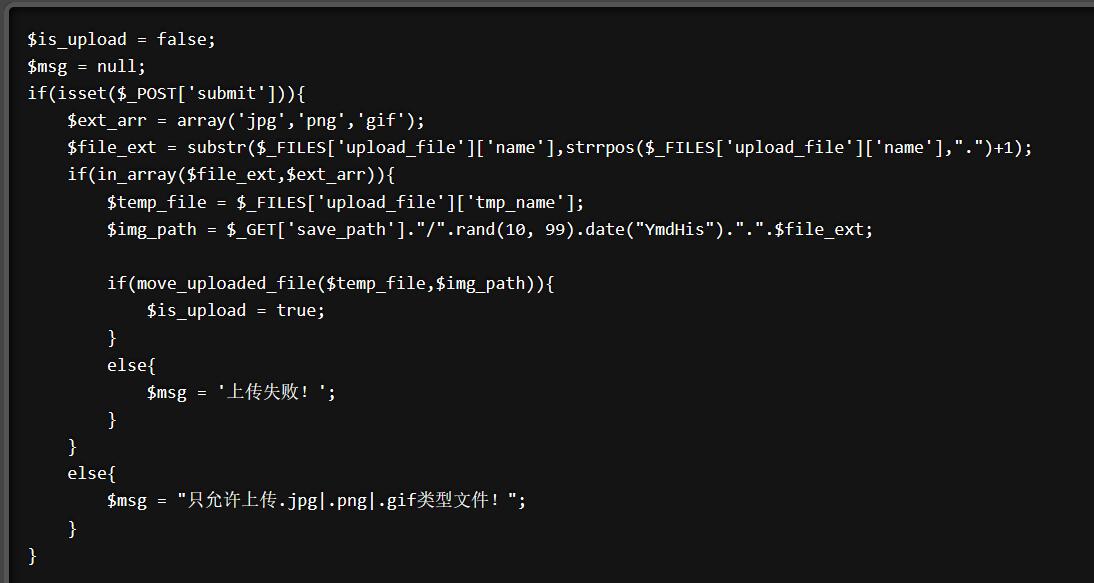 $is_upload = false;
$msg = null;
if(isset($_POST['submit'])){
    $ext_arr = array('jpg','png','gif');
    $file_ext = substr($_FILES['upload_file']['name'],strrpos($_FILES['upload_file']['name'],".")+1);
    if(in_array($file_ext,$ext_arr)){
        $temp_file = $_FILES['upload_file']['tmp_name'];
        $img_path = $_GET['save_path']."/".rand(10, 99).date("YmdHis").".".$file_ext;

        if(move_uploaded_file($temp_file,$img_path)){
            $is_upload = true;
        }
        else{
            $msg = '上传失败！';
        }
    }
    else{
        $msg = "只允许上传.jpg|.png|.gif类型文件！";
    }
}